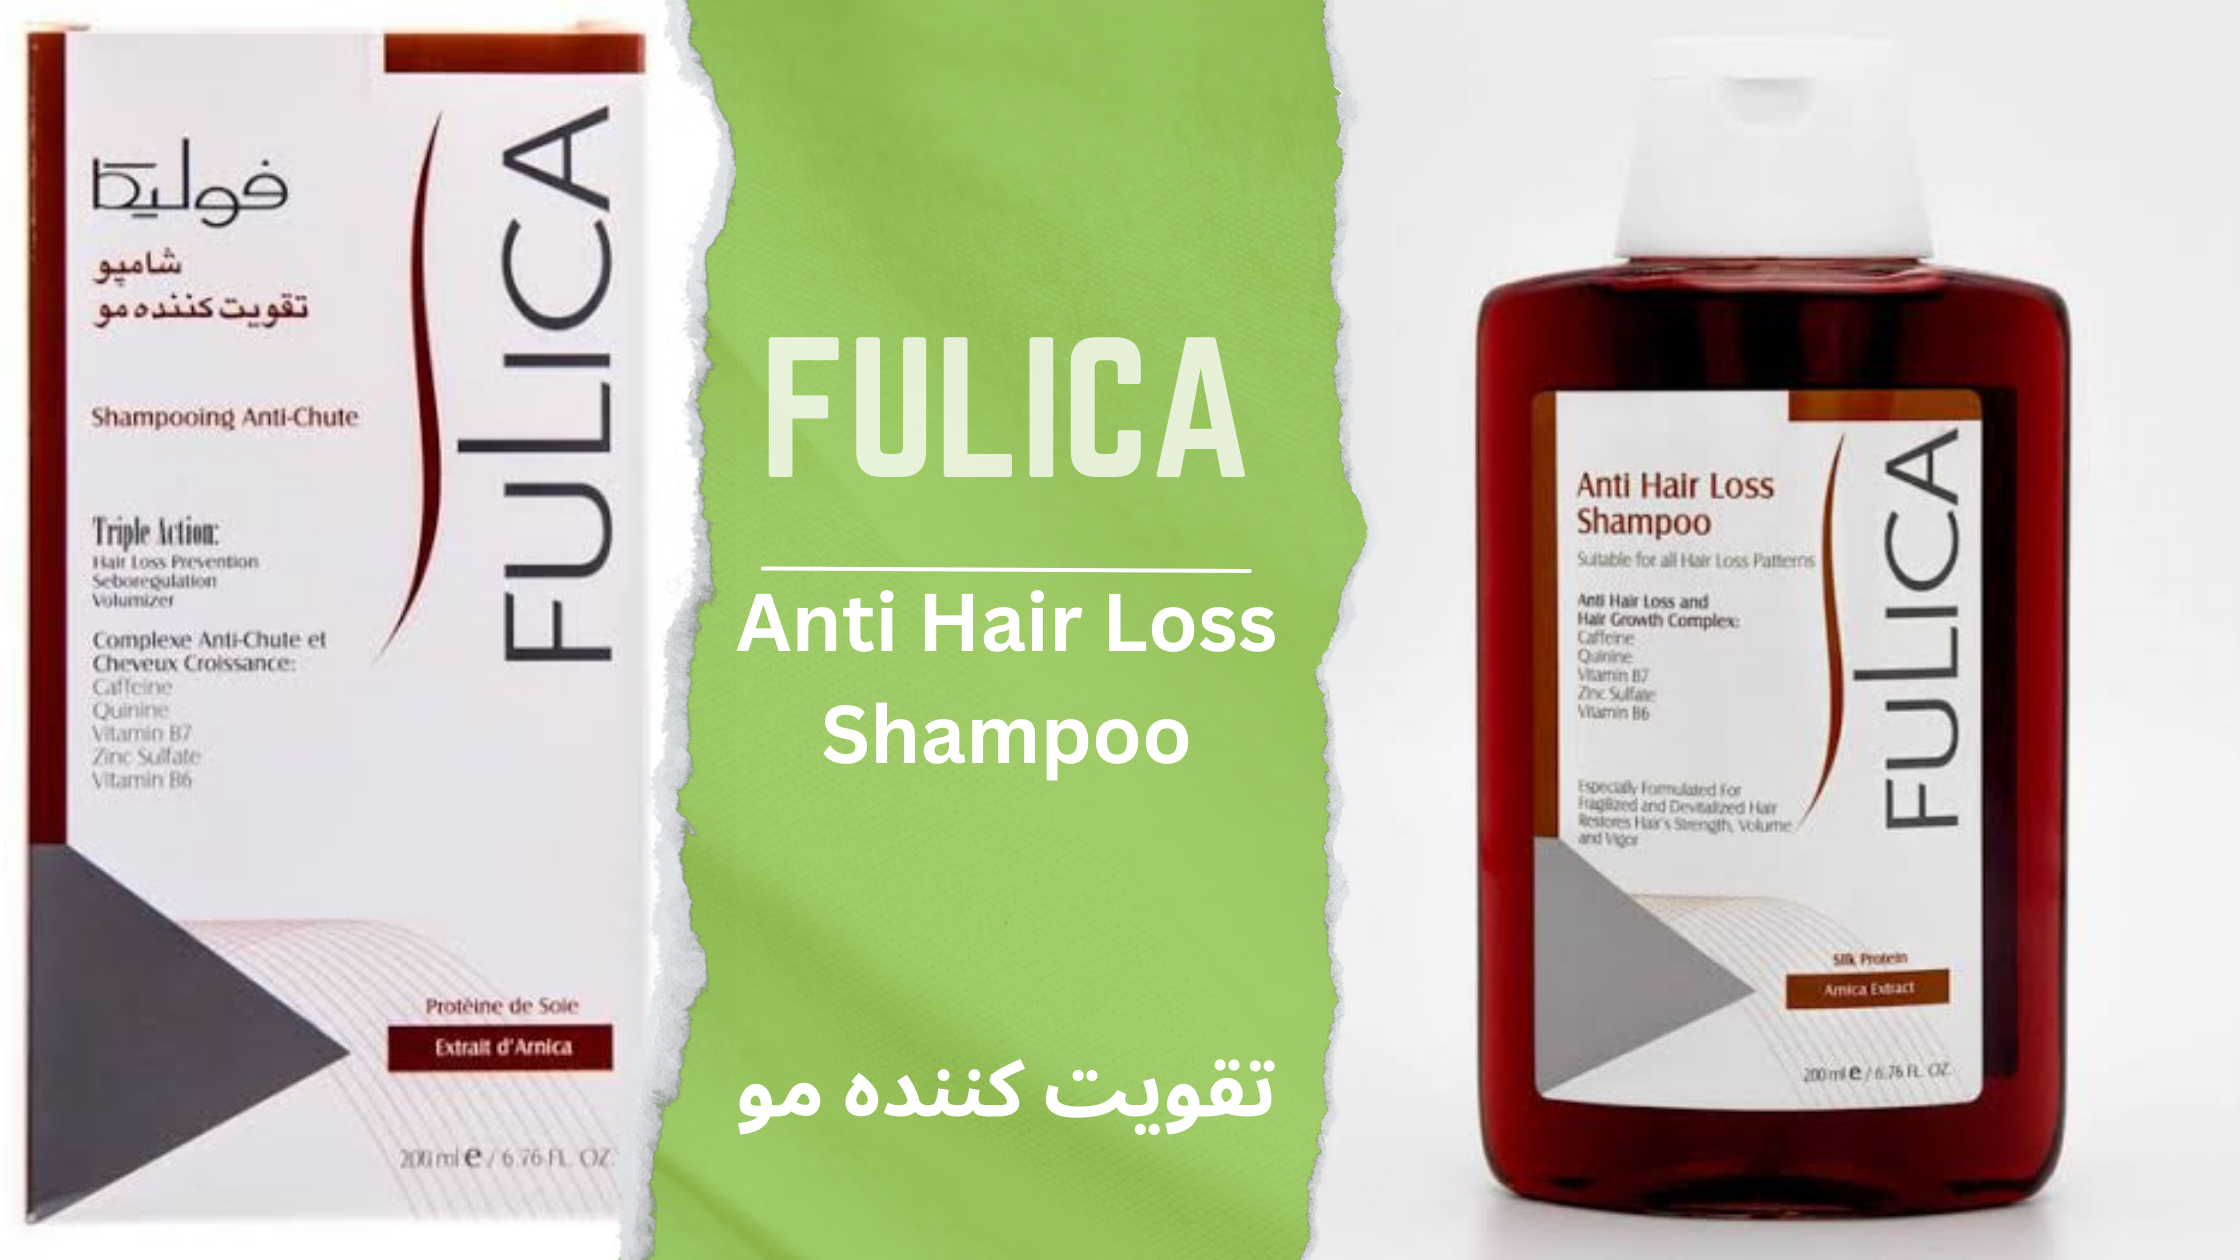 فولیکا
شامپو
تقویت کننده مو
Shampooing Anti-Chute
Triple Action:
Hair Loss Prevention
Seboregulation
Volumizer
Complexe Anti-Chute et
Cheveux Croissance:
Caffeine
Quinine
Vitamin B7
Zinc Sulfate
Vitamin B6
FULICA
Protéine de Soie
Extrait d'Arnica
200 ml e / 6.76 FL. OZ.
FULICA
Anti Hair Loss
Shampoo
تقویت کننده مو
Anti Hair Loss
Shampoo
Suitable for all Hair Loss Patterns
Anti Hair Loss and
Hair Growth Complex:
Caffeine
Quinine
Vitamin B7
Zinc Sulfate
Vitamin B6
Especially Formulated For
Fragilized and Devitalized Hair
Restores Hair's Strength, Volume
and Vigor
FULICA
Silk Protein
Arnica Extract
200 ml e / 6.76 FL. OZ